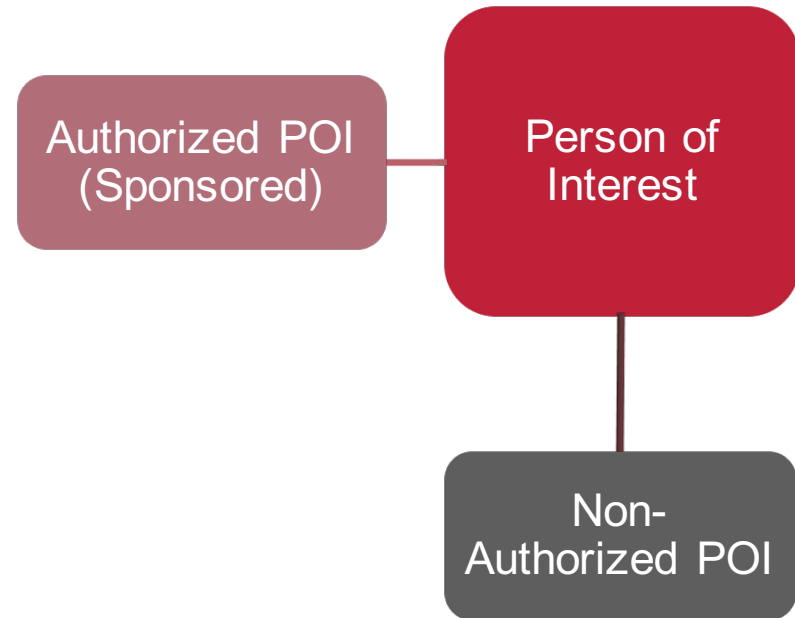 Authorized POI
(Sponsored)
Person of
Interest
Non-
Authorized POI